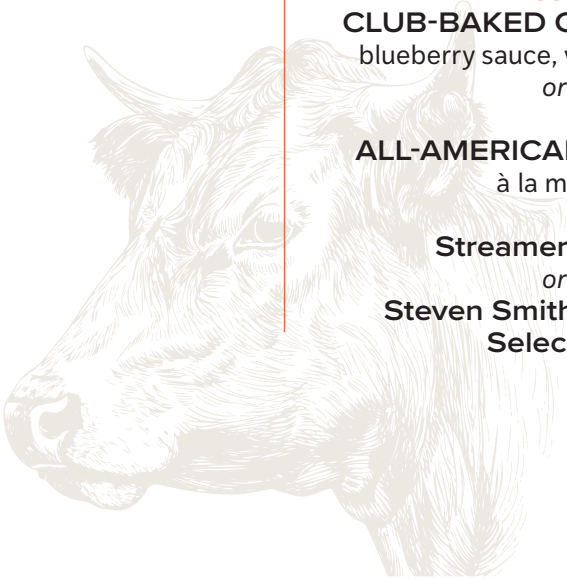 CLUB-BAKED
blueberry sauce,
or
ALL-AMERICAN
à la
Streamer
or
Steven Smith
Selec